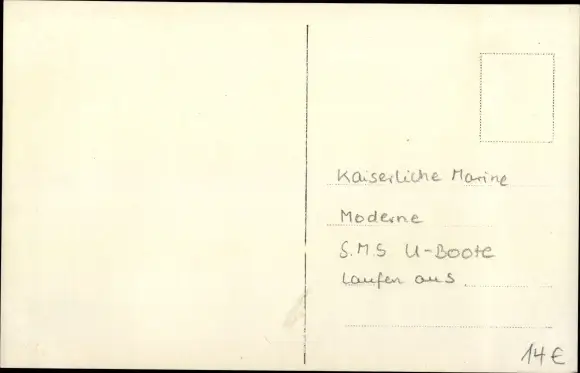 Kaiserliche Marine
Moderne
S.M.S U-Boote
laufen aus
14€